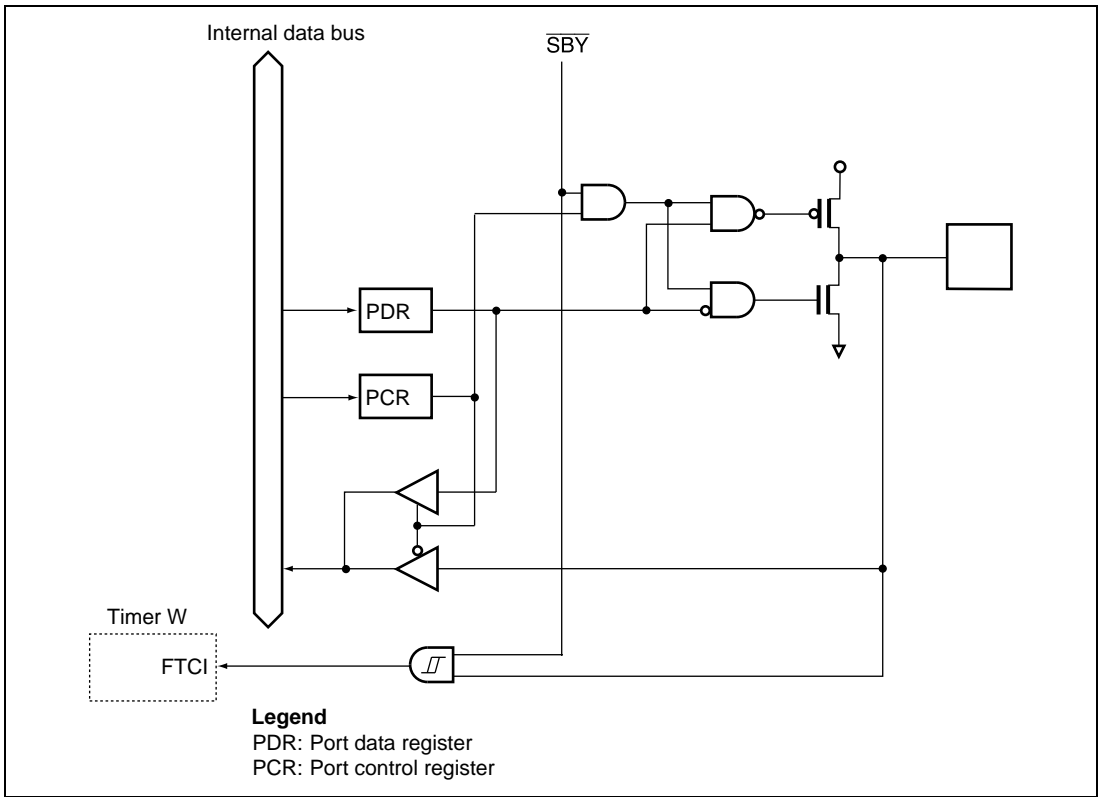 Internal data bus
SBY
PDR
PCR
Timer W
FTCI
Legend
PDR: Port data register
PCR: Port control register